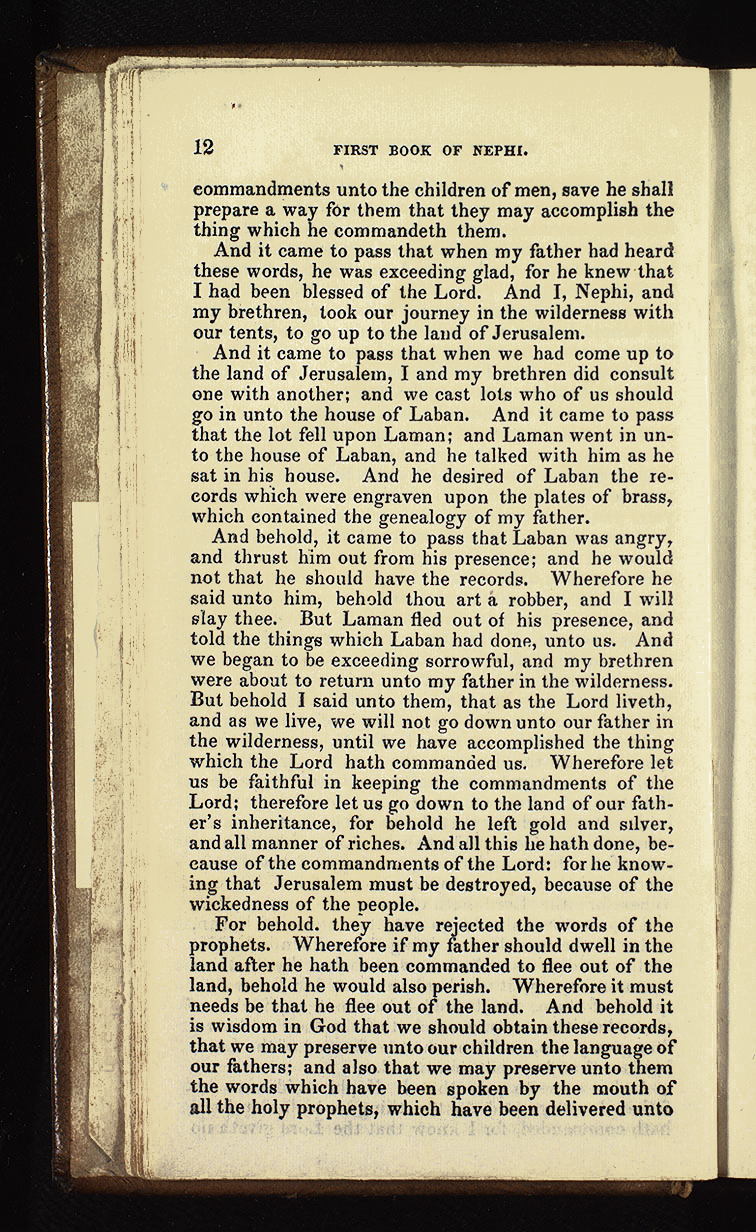 12 FIRST BOOK OF NEPHI.
commandments unto the children of men, save he shall
prepare a way for them that they may accomplish the
thing which he commandeth them.
And it came to pass that when my father had heard
these words, he was exceeding glad, for he knew that
I had been blessed of the Lord. And I, Nephi, and
my brethren, took our journey in the wilderness with
our tents, to go up to the land of Jerusalem.
And it came to pass that when we had come up to
the land of Jerusalem, I and my brethren did consult
one with another; and we cast lots who of us should
go in unto the house of Laban. And it came to pass
that the lot fell upon Laman; and Laman went in un-
to the house of Laban, and he talked with him as he
sat in his house. And he desired of Laban the re-
cords which were engraven upon the plates of brass,
which contained the genealogy of my father.
And behold, it came to pass that Laban was angry,
and thrust him out from his presence; and he would
not that he should have the records. Wherefore he
said unto him, behold thou art a robber, and I will
slay thee. But Laman fled out of his presence, and
told the things which Laban had done, unto us. And
we began to be exceeding sorrowful, and my brethren
were about to return unto my father in the wilderness.
But behold I said unto them, that as the Lord liveth,
and as we live, we will not go down unto our father in
the wilderness, until we have accomplished the thing
which the Lord hath commanded us. Wherefore let
us be faithful in keeping the commandments of the
Lord; therefore let us go down to the land of our fath-
er's inheritance, for behold he left gold and silver,
and all manner of riches. And all this he hath done, be-
cause of the commandments of the Lord: for he know-
ing that Jerusalem must be destroyed, because of the
wickedness of the people.
For behold. they have rejected the words of the
prophets. Wherefore if my father should dwell in the
land after he hath been commanded to flee out of the
land, behold he would also perish. Wherefore it must
needs be that he flee out of the land. And behold it
is wisdom in God that we should obtain these records,
that we may preserve unto our children the language of
our fathers; and also that we may preserve unto them
the words which have been spoken by the mouth of
all the holy prophets, which have been delivered unto